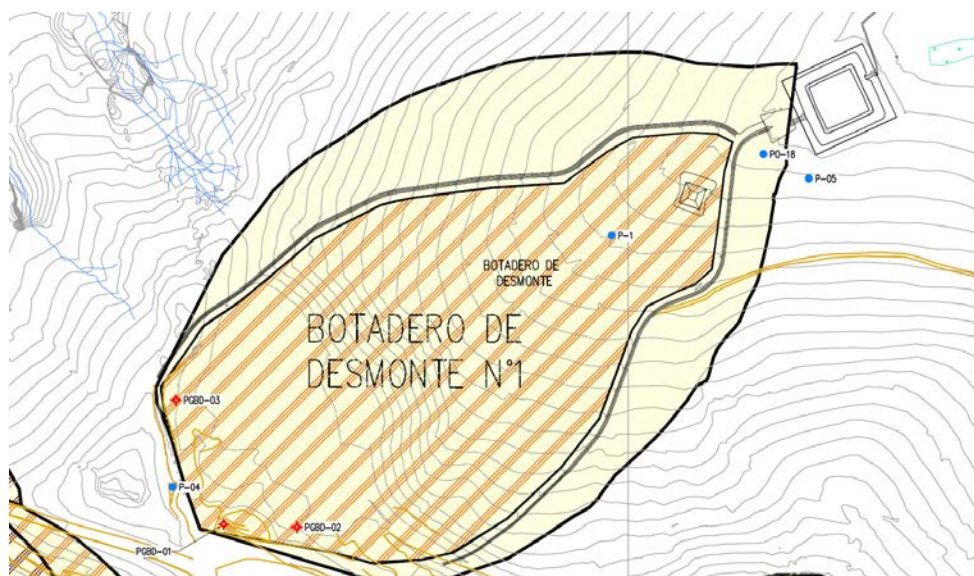 PO-18
P-05
P-1
BOTADERO DE
DESMONTE
BOTADERO DE
DESMONTE N°1
PGBD-03
P-04
PGBD-02
PGBD-01